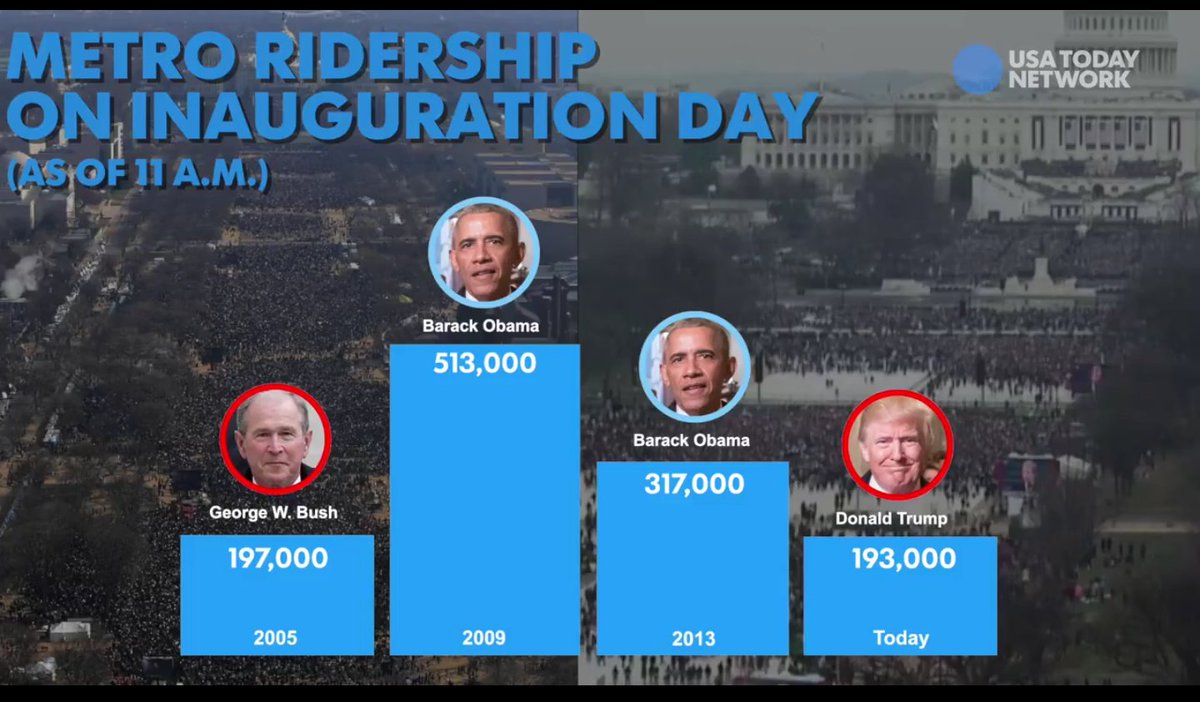 METRO RIDERSHIP
ON INAUGURATION DAY
(AS OF 11 A.M.)
USA TODAY
NETWORK
George W. Bush
197,000
2005
Barack Obama
513,000
2009
Barack Obama
317,000
2013
Donald Trump
193,000
Today